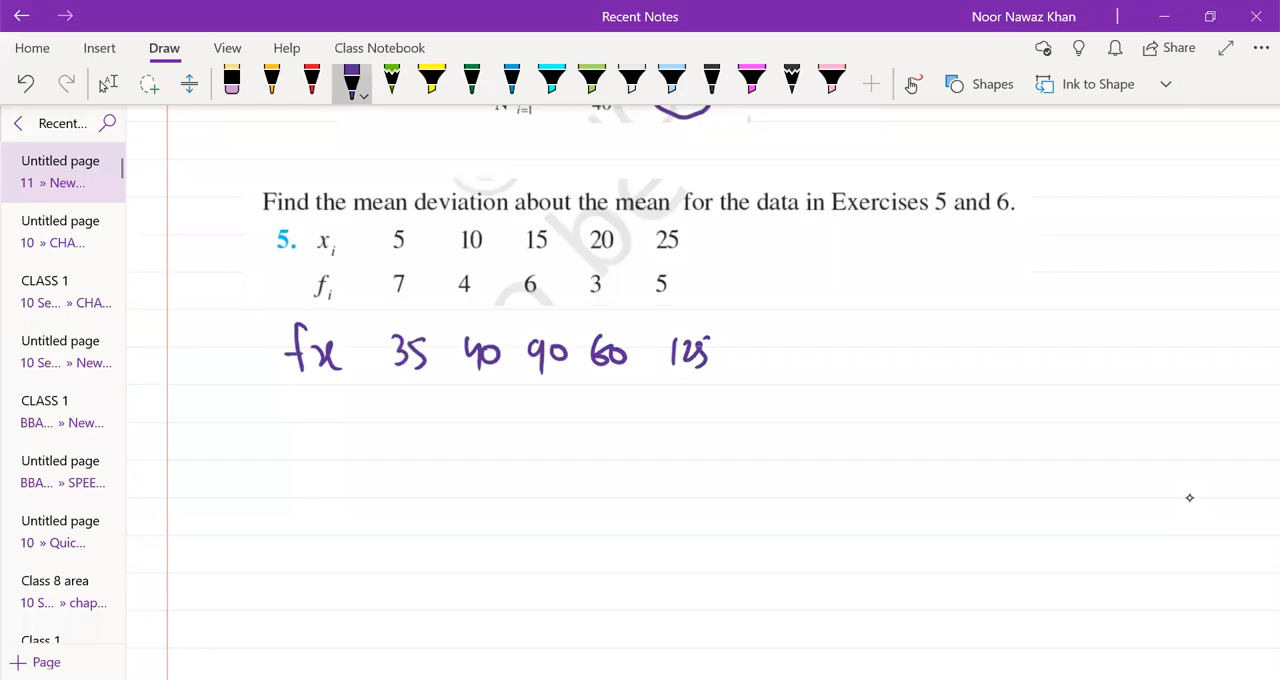 Recent Notes
Noor Nawaz Khan
Home Insert Draw View Help Class Notebook Share
Shapes Ink to Shape
Recent...
Untitled page
11 » New...
Untitled page
10 » CHA...
CLASS 1
10 Se... » CHA...
Untitled page
10 Se... » New...
CLASS 1
BBA... » New...
Untitled page
BBA... » SPEE...
Untitled page
10 » Quic...
Class 8 area
10 S... » chap...
Class 1
Page
i=1
Find the mean deviation about the mean for the data in Exercises 5 and 6.
5. xi 5 10 15 20 25
fi 7 4 6 3 5
fx 35 40 90 60 125